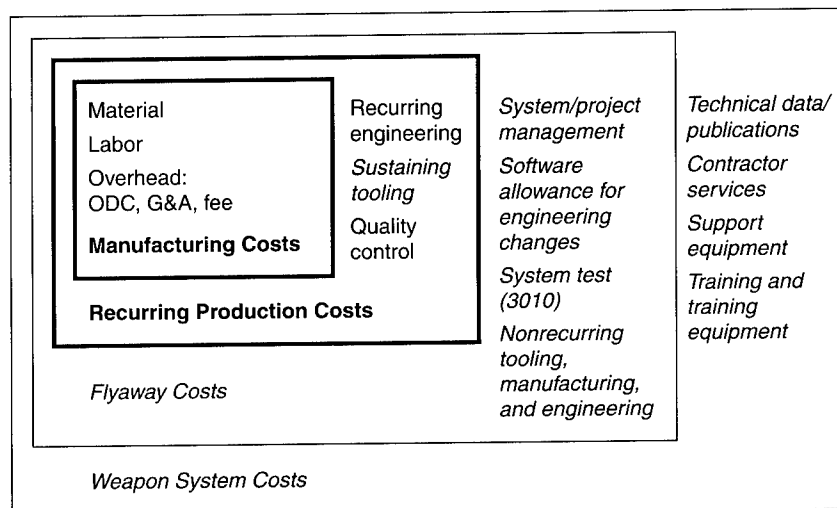 Material
Labor
Overhead:
ODC, G&A, fee
Manufacturing Costs
Recurring
engineering
Sustaining
tooling
Quality
control
Recurring Production Costs
System/project
management
Software
allowance for
engineering
changes
System test
(3010)
Nonrecurring
tooling,
manufacturing,
and engineering
Flyaway Costs
Technical data/
publications
Contractor
services
Support
equipment
Training and
training
equipment
Weapon System Costs